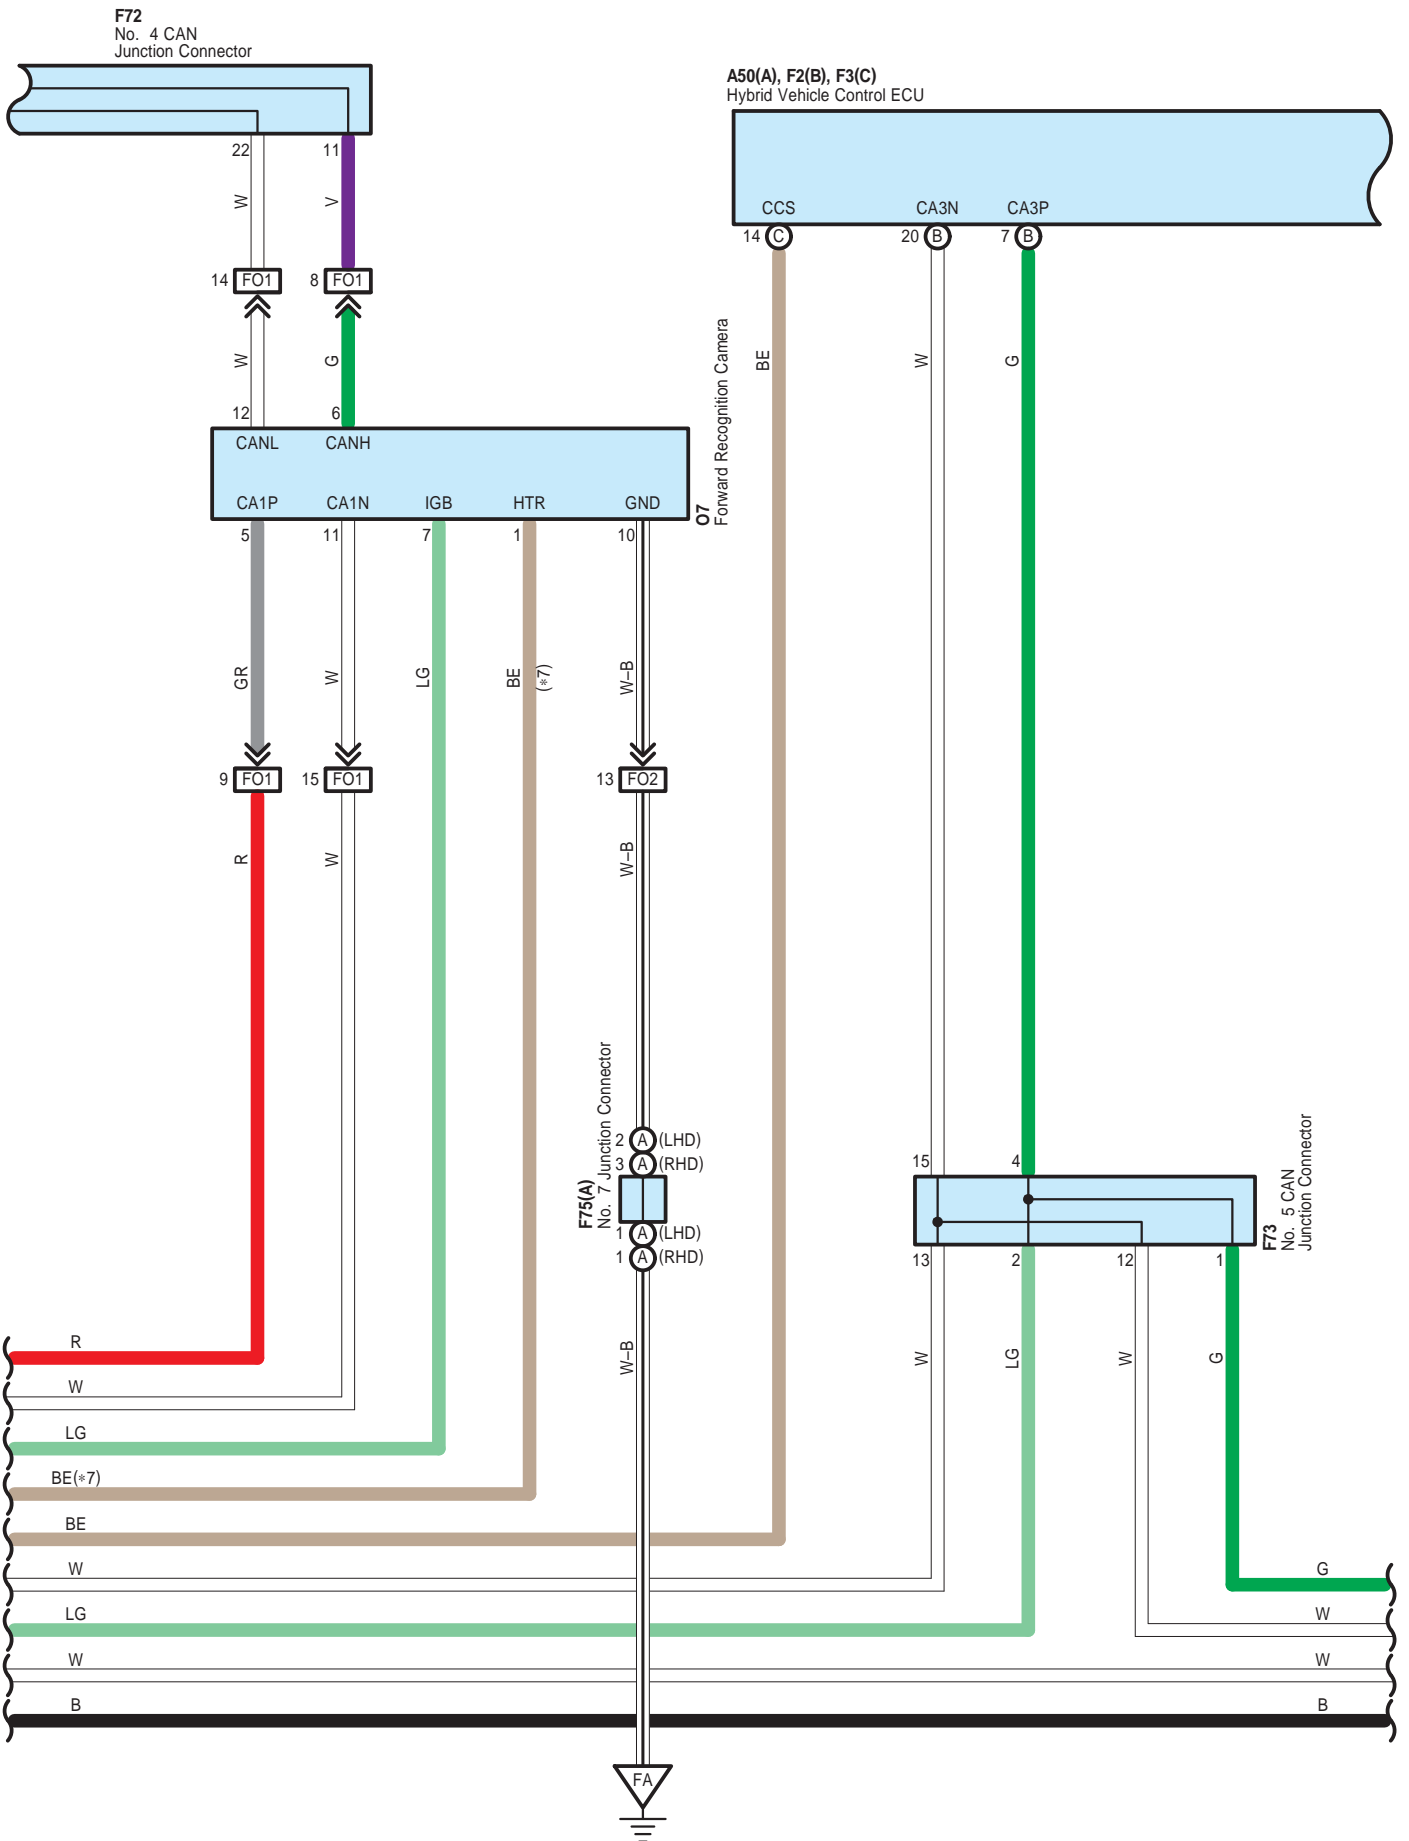 F72
No. 4 CAN
Junction Connector
A50(A), F2(B), F3(C)
Hybrid Vehicle Control ECU
CCS CA3N CA3P
14 C 20 B 7 B
22 11
W V
14 FO1 8 FO1
W G
BE W G
12 6
CANL CANH
CA1P CA1N IGB HTR GND
O7
Forward Recognition Camera
5 11 7 1 10
GR W LG BE (*7) W–B
9 FO1 15 FO1 13 FO2
R W W–B
F75(A)
No. 7 Junction Connector
2 A (LHD)
3 A (RHD)
1 A (LHD)
1 A (RHD)
15 4
F73
No. 5 CAN
Junction Connector
13 2 12 1
W–B W LG W G
R
W
LG
BE(*7)
BE
W G
LG W
W W
B B
FA